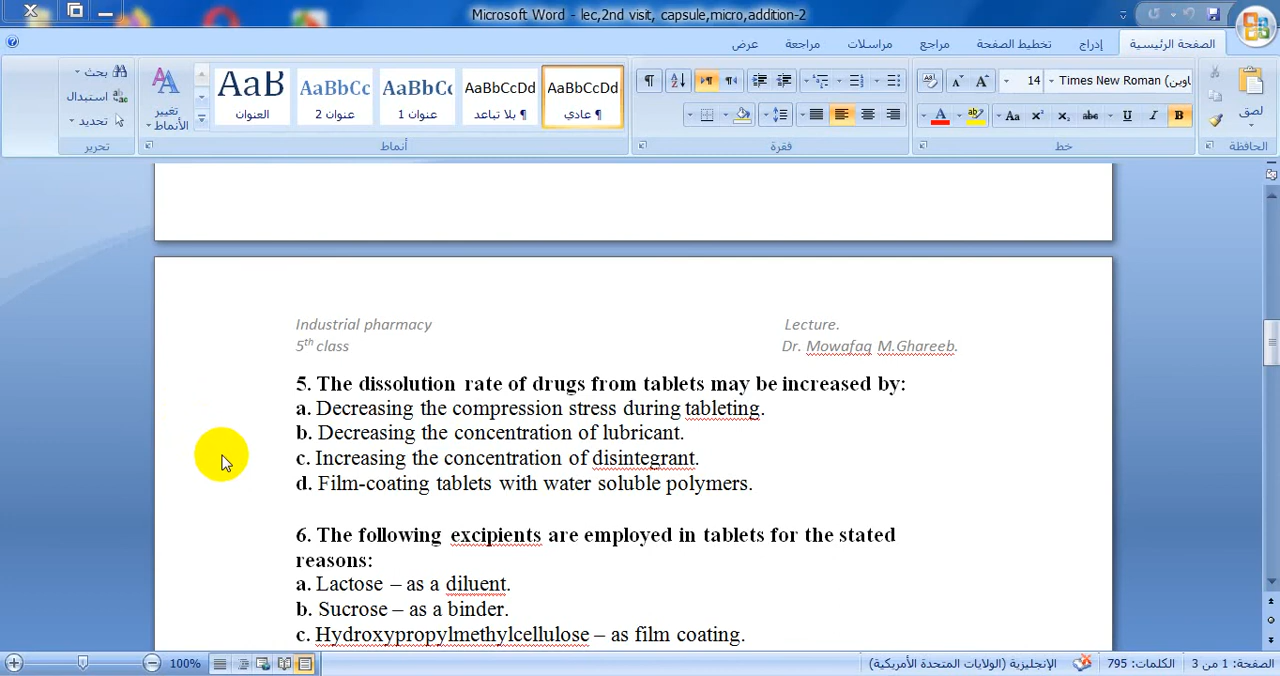 Microsoft Word - lec,2nd visit, capsule,micro,addition-2
الصفحة الرئيسية إدراج تخطيط الصفحة مراجع مراسلات مراجعة عرض
لصق
الحافظة
Times New Roman (اوين 14
خط
فقرة
AaBbCcDd AaBbCcDd AaBbCc AaBbCc AaB
عادي بلا تباعد عنوان 1 عنوان 2 العنوان
تغيير الأنماط
أنماط
بحث
استبدال
تحديد
تحرير
Industrial pharmacy Lecture.
5th class Dr. Mowafaq M.Ghareeb.
5. The dissolution rate of drugs from tablets may be increased by:
a. Decreasing the compression stress during tableting.
b. Decreasing the concentration of lubricant.
c. Increasing the concentration of disintegrant.
d. Film-coating tablets with water soluble polymers.
6. The following excipients are employed in tablets for the stated
reasons:
a. Lactose – as a diluent.
b. Sucrose – as a binder.
c. Hydroxypropylmethylcellulose – as film coating.
الصفحة: 1 من 3 الكلمات: 795 الإنجليزية (الولايات المتحدة الأمريكية) 100%